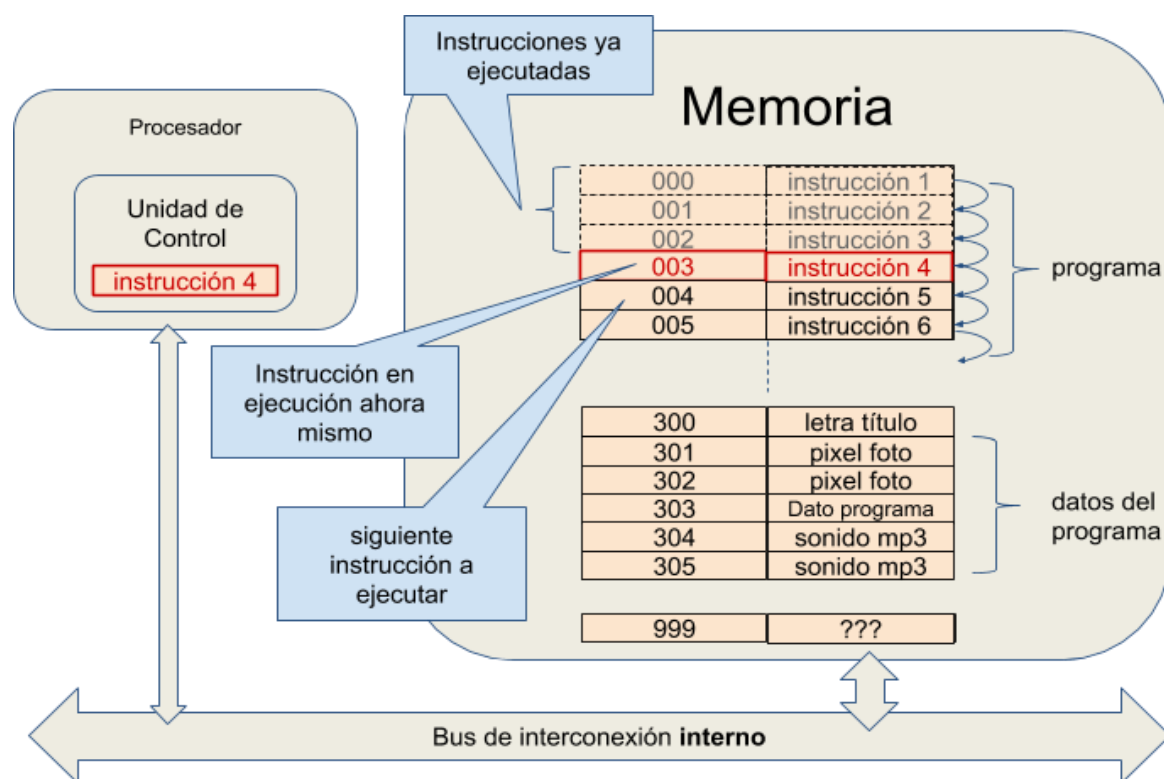 Instrucciones ya
ejecutadas
Memoria
Procesador
Unidad de
Control
instrucción 4
000 instrucción 1
001 instrucción 2
002 instrucción 3
003 instrucción 4
004 instrucción 5
005 instrucción 6
programa
Instrucción en
ejecución ahora
mismo
300 letra título
301 pixel foto
302 pixel foto
303 Dato programa
304 sonido mp3
305 sonido mp3
datos del
programa
siguiente
instrucción a
ejecutar
999 ???
Bus de interconexión interno